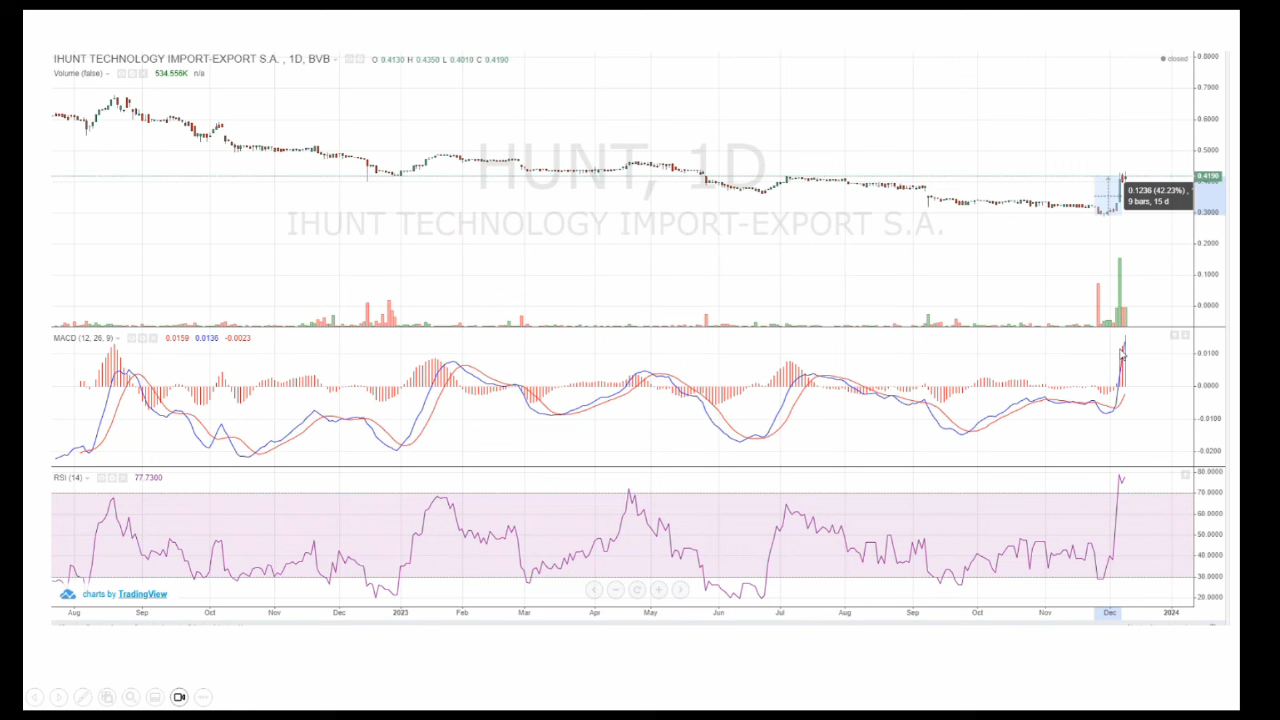 IHUNT TECHNOLOGY IMPORT-EXPORT S.A. , 1D, BVB O 0.4130 H 0.4350 L 0.4010 C 0.4190
closed
Volume (false) 534.556K n/a
0.8000
0.7000
0.6000
0.5000
0.4190
0.4000
0.3000
0.2000
0.1000
0.0000
HUNT, 1D
IHUNT TECHNOLOGY IMPORT-EXPORT S.A.
0.1236 (42.23%) ,
9 bars, 15 d
MACD (12, 26, 9) 0.0159 0.0136 -0.0023
0.0100
0.0000
-0.0100
-0.0200
RSI (14) 77.7300
80.0000
70.0000
60.0000
50.0000
40.0000
30.0000
20.0000
charts by TradingView
Aug Sep Oct Nov Dec 2023 Feb Mar Apr May Jun Jul Aug Sep Oct Nov Dec 2024